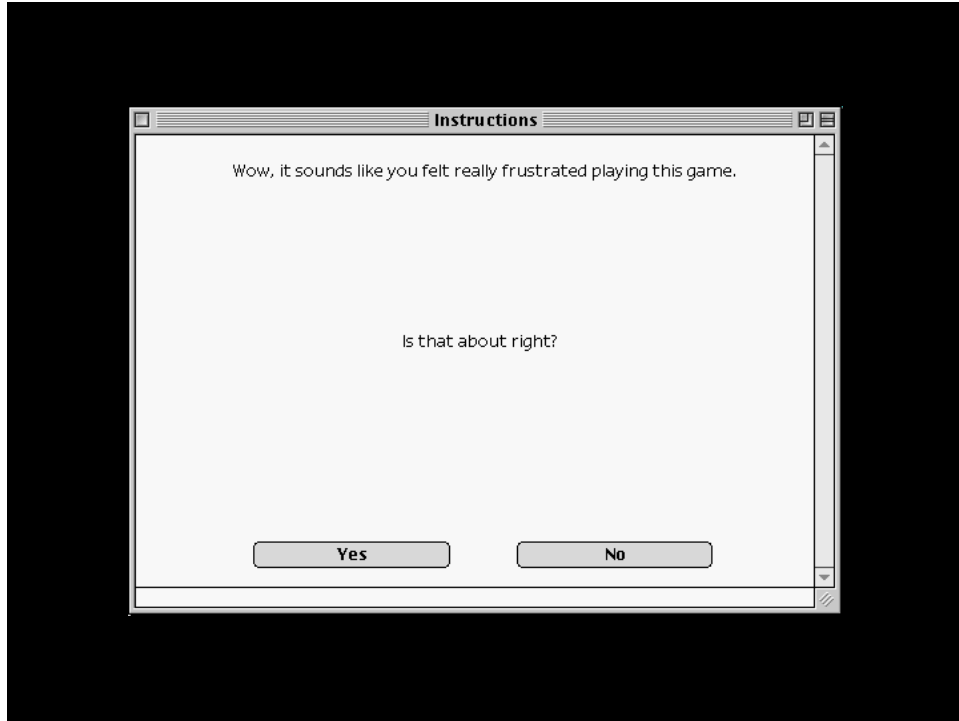 Instructions
Wow, it sounds like you felt really frustrated playing this game.
Is that about right?
Yes
No